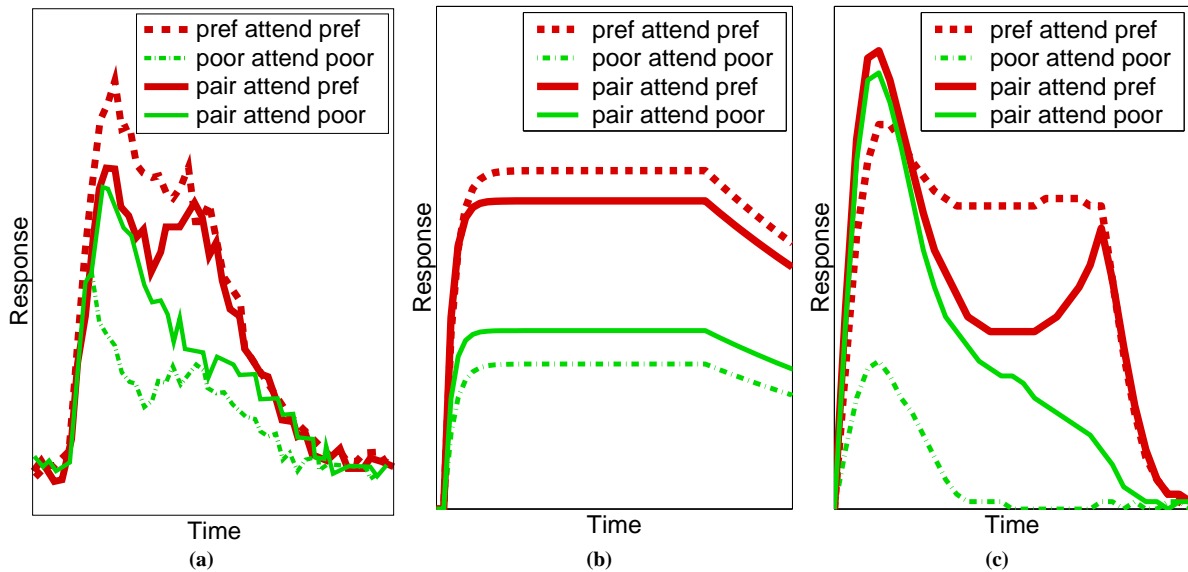 pref attend pref
poor attend poor
pair attend pref
pair attend poor
Response
Time
(a)
pref attend pref
poor attend poor
pair attend pref
pair attend poor
Response
Time
(b)
pref attend pref
poor attend poor
pair attend pref
pair attend poor
Response
Time
(c)